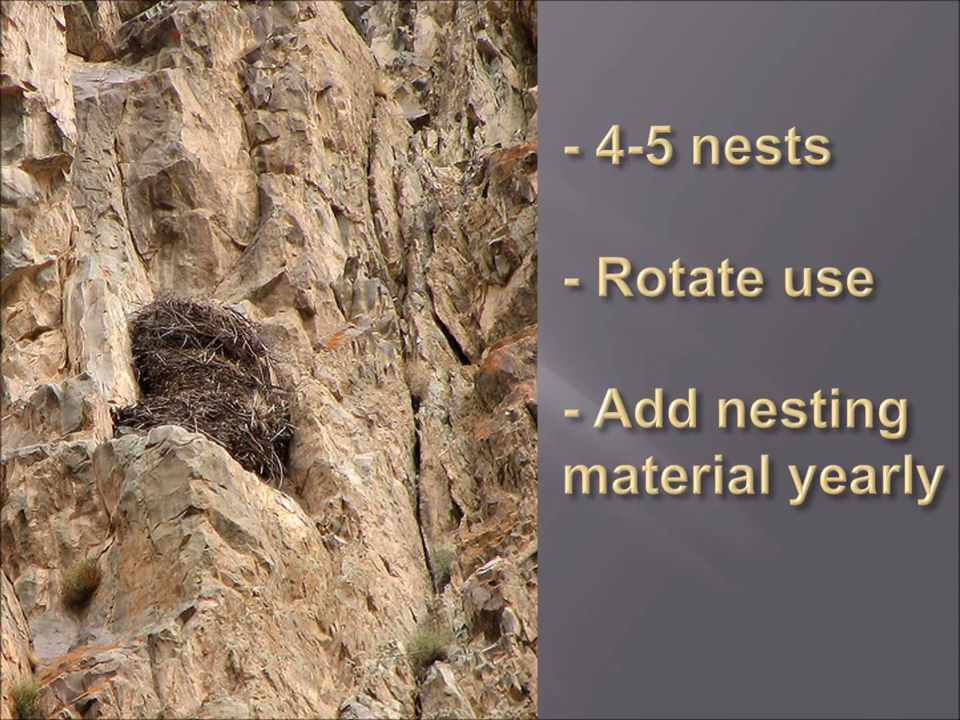 - 4-5 nests
- Rotate use
- Add nesting
material yearly